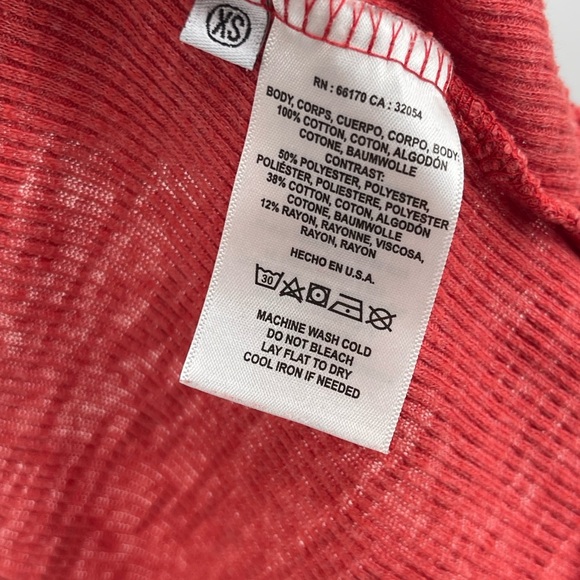 XS
RN : 66170 CA : 32054
BODY, CORPS, CUERPO, CORPO, BODY:
100% COTTON, COTON, ALGODÓN
COTONE, BAUMWOLLE
CONTRAST:
50% POLYESTER, POLYESTER,
POLIÉSTER, POLIESTERE, POLYESTER
38% COTTON, COTON, ALGODÓN
COTONE, BAUMWOLLE
12% RAYON, RAYONNE, VISCOSA,
RAYON, RAYON
HECHO EN U.S.A.
30
MACHINE WASH COLD
DO NOT BLEACH
LAY FLAT TO DRY
COOL IRON IF NEEDED